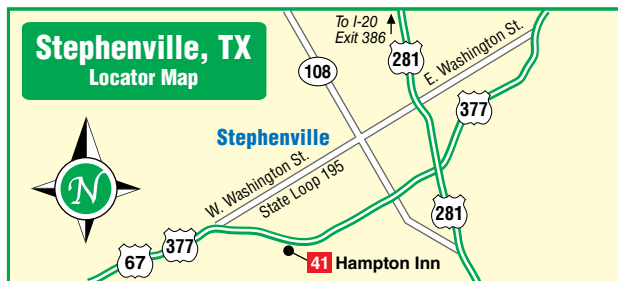 Stephenville, TX
Locator Map
To I-20
Exit 386
281
E. Washington St.
108
377
Stephenville
W. Washington St.
State Loop 195
N
281
377
67
41 Hampton Inn